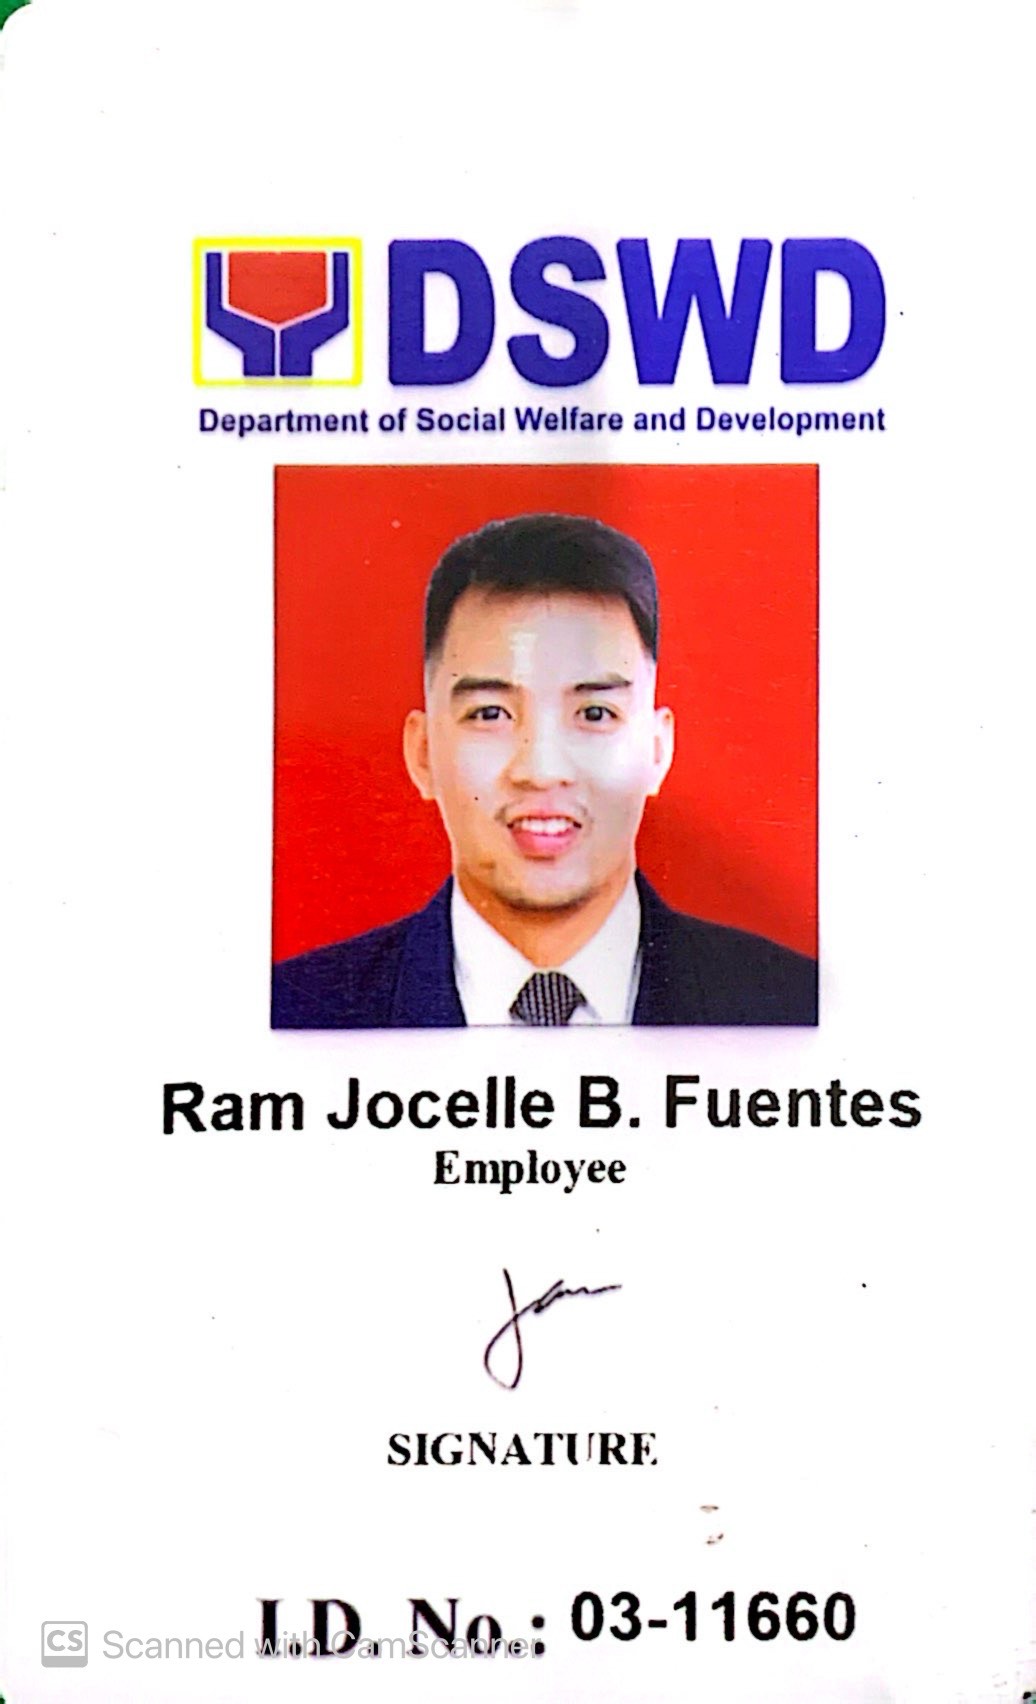 DSWD
Department of Social Welfare and Development
Ram Jocelle B. Fuentes
Employee
SIGNATURE
I.D. No : 03-11660
CS Scanned with CamScanner